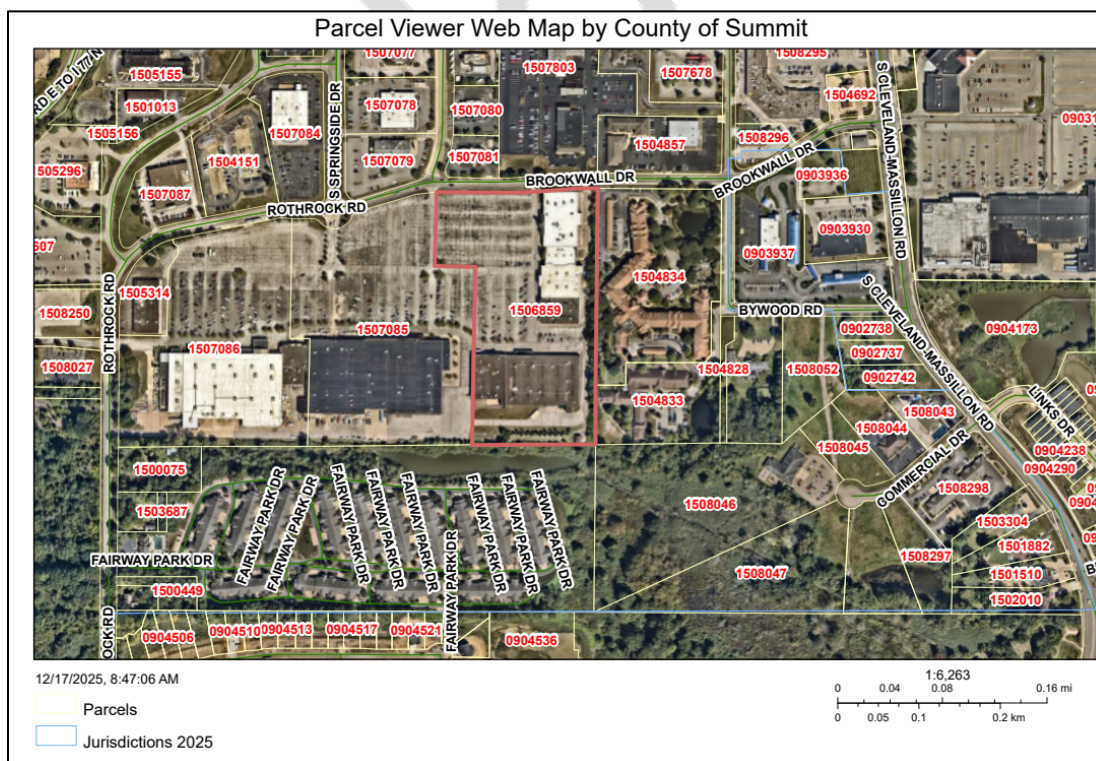 Parcel Viewer Web Map by County of Summit
RD E TO I 77 N
1505155
1507077
1507803
1507678
1508295
1504692
S CLEVELAND-MASSILLON RD
1501013
1507084
S SPRINGSIDE DR
1507078
1507080
1505156
1504151
1507079
1507081
1504857
1508296
1505296
1507087
BROOKWALL DR
BROOKWALL DR
0903936
ROTHROCK RD
607
0903930
0903937
ROTHROCK RD
1505314
1504834
1508250
1506859
BYWOOD RD
S CLEVELAND-MASSILLON RD
0904173
1507085
0902738
1507086
0902737
1508027
1504828
1508052
0902742
1504833
LINKS DR
1508043
1508044
0904238
1508045
COMMERCIAL DR
0904290
1500075
FAIRWAY PARK DR
FAIRWAY PARK DR
FAIRWAY PARK DR
FAIRWAY PARK DR
FAIRWAY PARK DR
FAIRWAY PARK DR
FAIRWAY PARK DR
FAIRWAY PARK DR
1508298
1503687
1508046
1503304
FAIRWAY PARK DR
FAIRWAY PARK DR
1501882
1508297
1508047
1501510
1500449
1502010
OCK RD
0904506
0904510
0904513
0904517
0904521
0904536
12/17/2025, 8:47:06 AM
Parcels
Jurisdictions 2025
1:6,263
0 0.04 0.08 0.16 mi
0 0.05 0.1 0.2 km